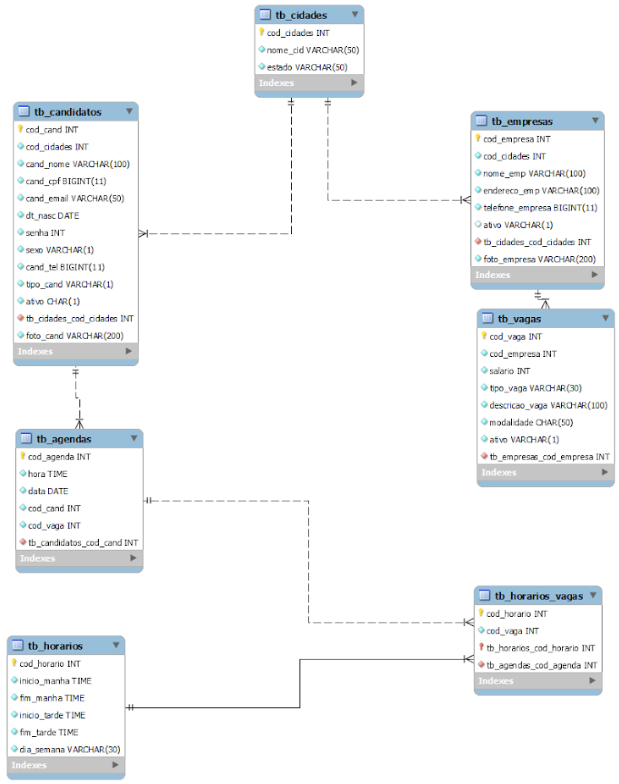 tb_cidades
cod_cidades INT
nome_cid VARCHAR(50)
estado VARCHAR(50)
Indexes
tb_candidatos
cod_cand INT
cod_cidades INT
cand_nome VARCHAR(100)
cand_cpf BIGINT(11)
cand_email VARCHAR(50)
dt_nasc DATE
senha INT
sexo VARCHAR(1)
cand_tel BIGINT(11)
tipo_cand VARCHAR(1)
ativo CHAR(1)
tb_cidades_cod_cidades INT
foto_cand VARCHAR(200)
Indexes
tb_empresas
cod_empresa INT
cod_cidades INT
nome_emp VARCHAR(100)
endereco_emp VARCHAR(100)
telefone_empresa BIGINT(11)
ativo VARCHAR(1)
tb_cidades_cod_cidades INT
foto_empresa VARCHAR(200)
Indexes
tb_vagas
cod_vaga INT
cod_empresa INT
salario INT
tipo_vaga VARCHAR(30)
descricao_vaga VARCHAR(100)
modalidade CHAR(50)
ativo VARCHAR(1)
tb_empresas_cod_empresa INT
Indexes
tb_agendas
cod_agenda INT
hora TIME
data DATE
cod_cand INT
cod_vaga INT
tb_candidatos_cod_cand INT
Indexes
tb_horarios_vagas
cod_horario INT
cod_vaga INT
tb_horarios_cod_horario INT
tb_agendas_cod_agenda INT
Indexes
tb_horarios
cod_horario INT
inicio_manha TIME
fim_manha TIME
inicio_tarde TIME
fim_tarde TIME
dia_semana VARCHAR(30)
Indexes